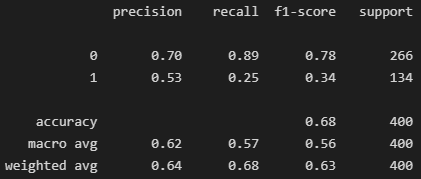 precision recall f1-score support
0 0.70 0.89 0.78 266
1 0.53 0.25 0.34 134
accuracy 0.68 400
macro avg 0.62 0.57 0.56 400
weighted avg 0.64 0.68 0.63 400